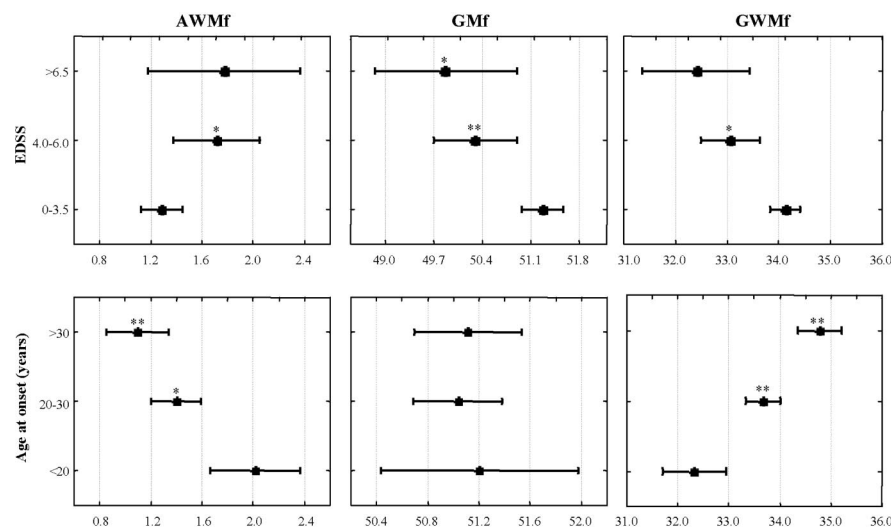 AWMf GMf GWMf
EDSS
>6.5 * 
4.0-6.0 * ** *
0-3.5
0.8 1.2 1.6 2.0 2.4
49.0 49.7 50.4 51.1 51.8
31.0 32.0 33.0 34.0 35.0 36.0
Age at onset (years)
>30 ** **
20-30 * **
<20
0.8 1.2 1.6 2.0 2.4
50.4 50.8 51.2 51.6 52.0
31.0 32.0 33.0 34.0 35.0 36.0